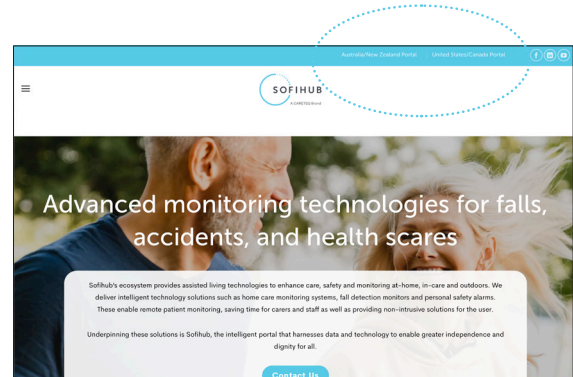 Australia/New Zealand Portal United States/Canada Portal
SOFIHUB
A CARETEQ Brand
Advanced monitoring technologies for falls,
accidents, and health scares
Sofihub's ecosystem provides assisted living technologies to enhance care, safety and monitoring at-home, in-care and outdoors. We
deliver intelligent technology solutions such as home care monitoring systems, fall detection monitors and personal safety alarms.
These enable remote patient monitoring, saving time for carers and staff as well as providing non-intrusive solutions for the user.
Underpinning these solutions is Sofihub, the intelligent portal that harnesses data and technology to enable greater independence and
dignity for all.
Contact Us